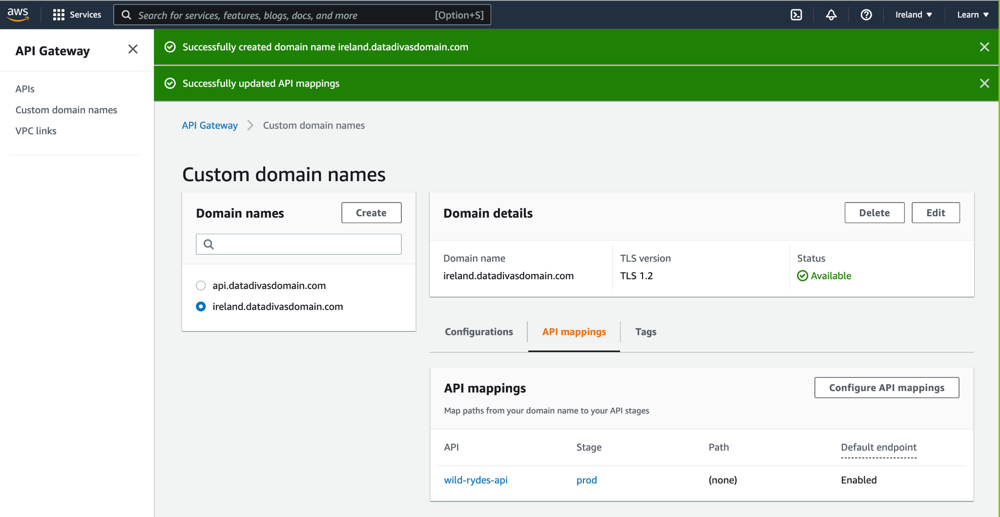 aws
Services
Search for services, features, blogs, docs, and more
[Option+S]
Ireland
Learn
API Gateway
APIs
Custom domain names
VPC links
Successfully created domain name ireland.datadivasdomain.com
Successfully updated API mappings
API Gateway
Custom domain names
Custom domain names
Domain names
Create
api.datadivasdomain.com
ireland.datadivasdomain.com
Domain details
Delete
Edit
Domain name
TLS version
Status
ireland.datadivasdomain.com
TLS 1.2
Available
Configurations
API mappings
Tags
API mappings
Configure API mappings
Map paths from your domain name to your API stages
API
Stage
Path
Default endpoint
wild-rydes-api
prod
(none)
Enabled